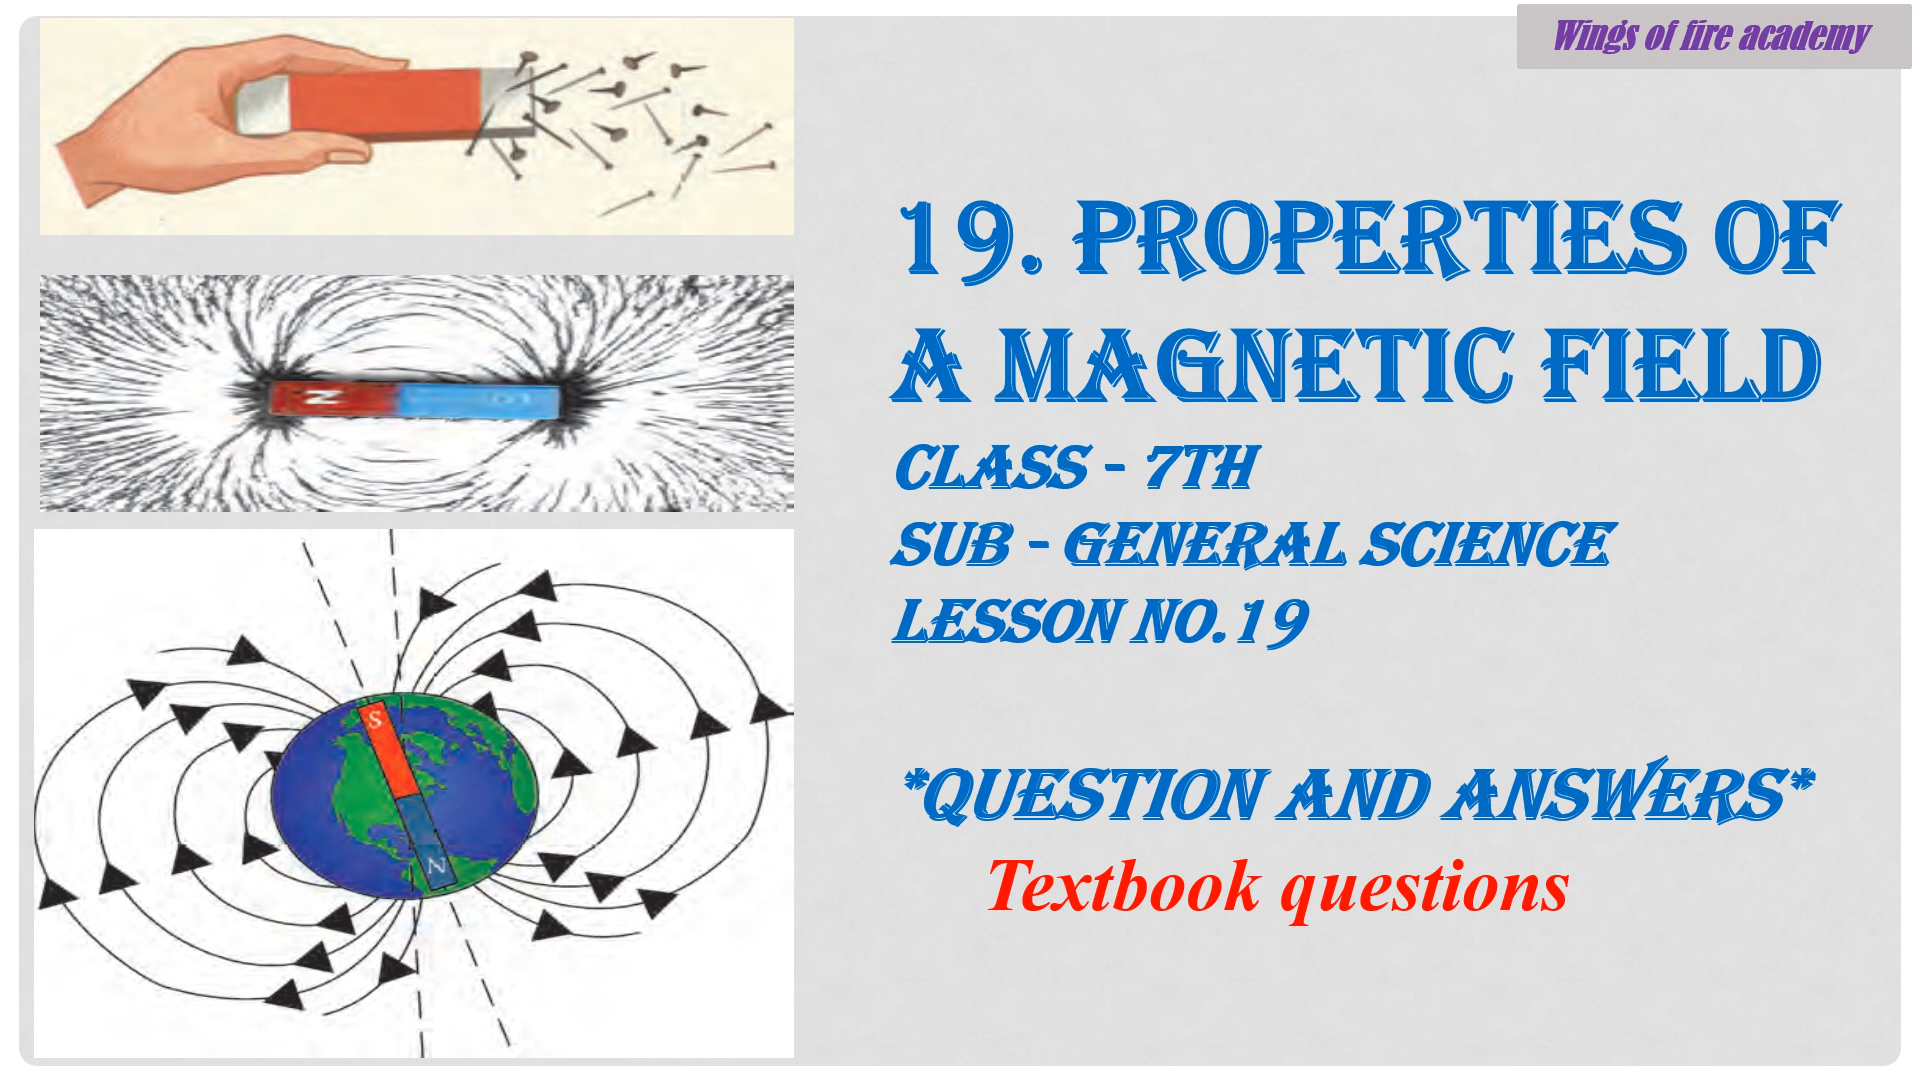 Wings of fire academy
19. PROPERTIES OF
A MAGNETIC FIELD
CLASS - 7TH
SUB - GENERAL SCIENCE
LESSON NO.19
*QUESTION AND ANSWERS*
Textbook questions
N S
S
N